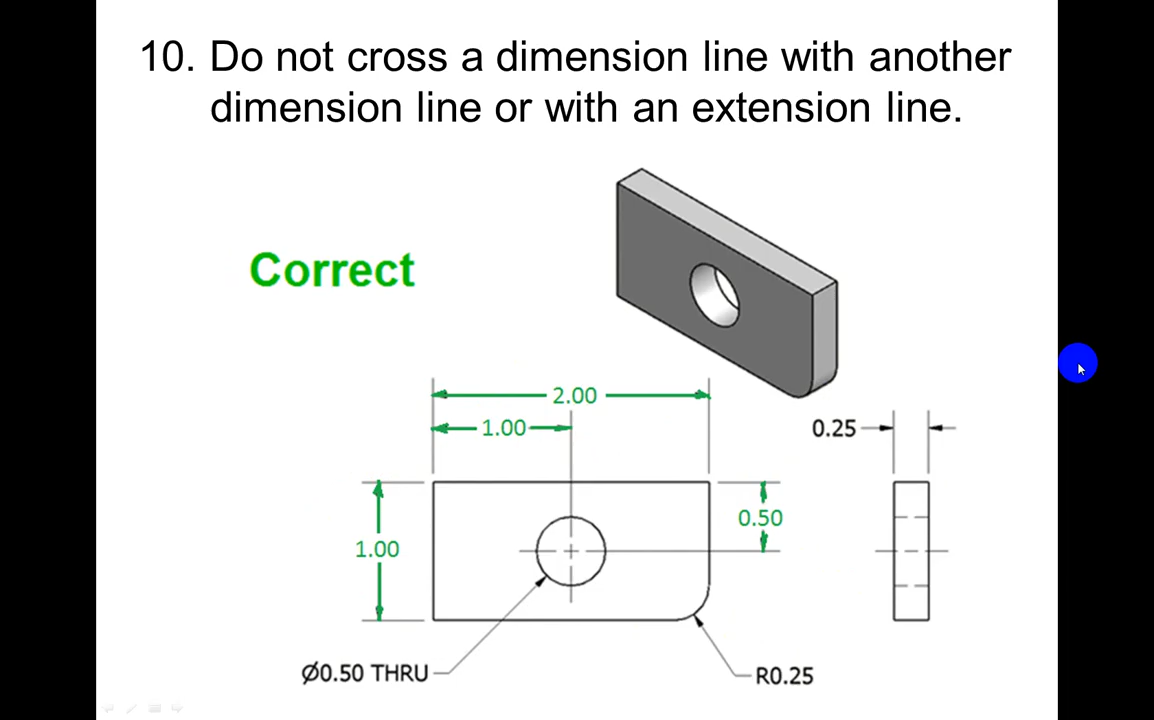 10. Do not cross a dimension line with another
dimension line or with an extension line.
Correct
2.00
1.00
0.25
0.50
1.00
Ø0.50 THRU
R0.25